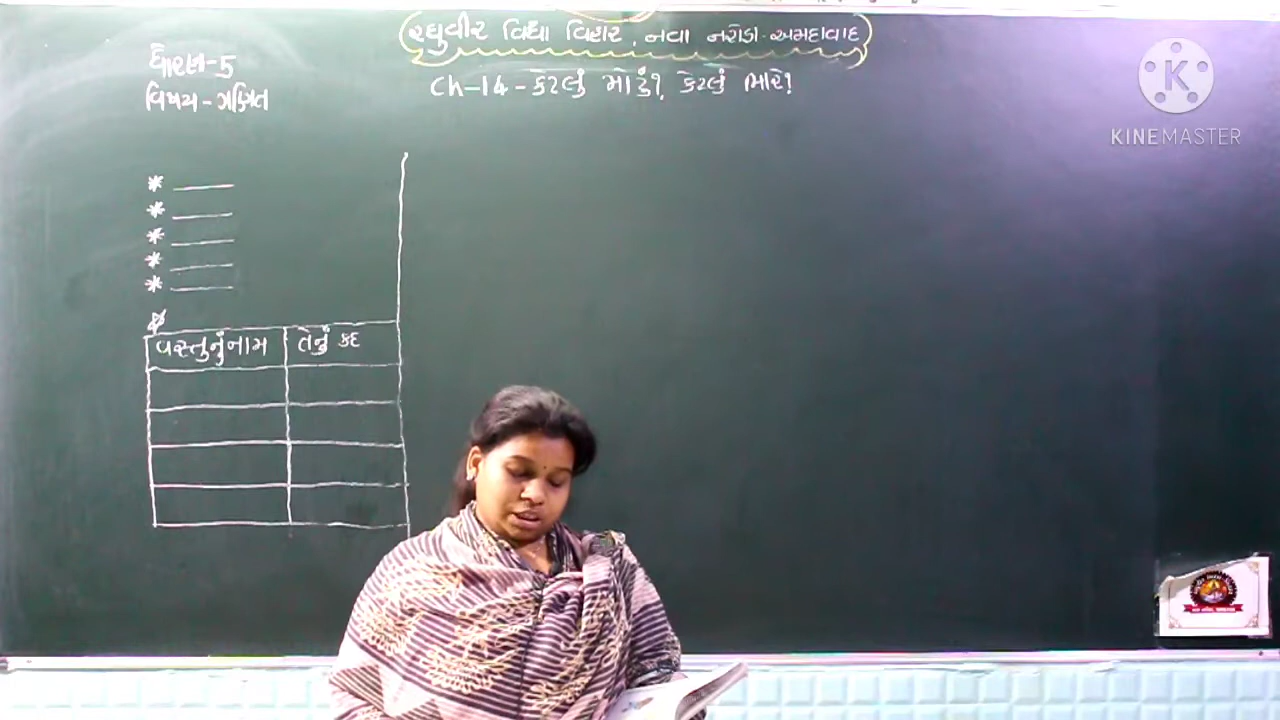 રઘુવીર વિદ્યા વિહાર, નવા નરોડા-અમદાવાદ
ધોરણ-5
વિષય-ગણિત
Ch-14-કેટલું મોટું?, કેટલું ભારે?
KINEMASTER
વસ્તુનુંનામ તેનું કદ